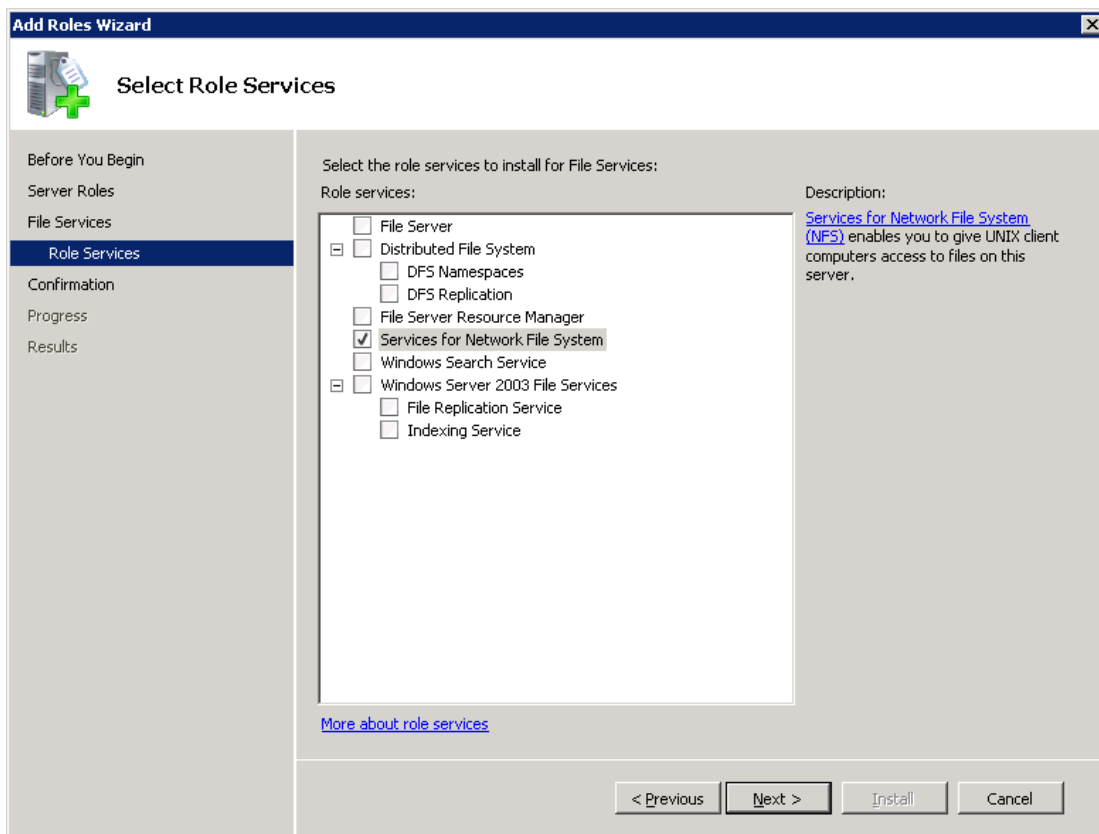 Add Roles Wizard
Select Role Services
Before You Begin
Server Roles
File Services
Role Services
Confirmation
Progress
Results
Select the role services to install for File Services:
Role services:
File Server
Distributed File System
DFS Namespaces
DFS Replication
File Server Resource Manager
Services for Network File System
Windows Search Service
Windows Server 2003 File Services
File Replication Service
Indexing Service
More about role services
Description:
Services for Network File System
(NFS) enables you to give UNIX client
computers access to files on this
server.
< Previous
Next >
Install
Cancel